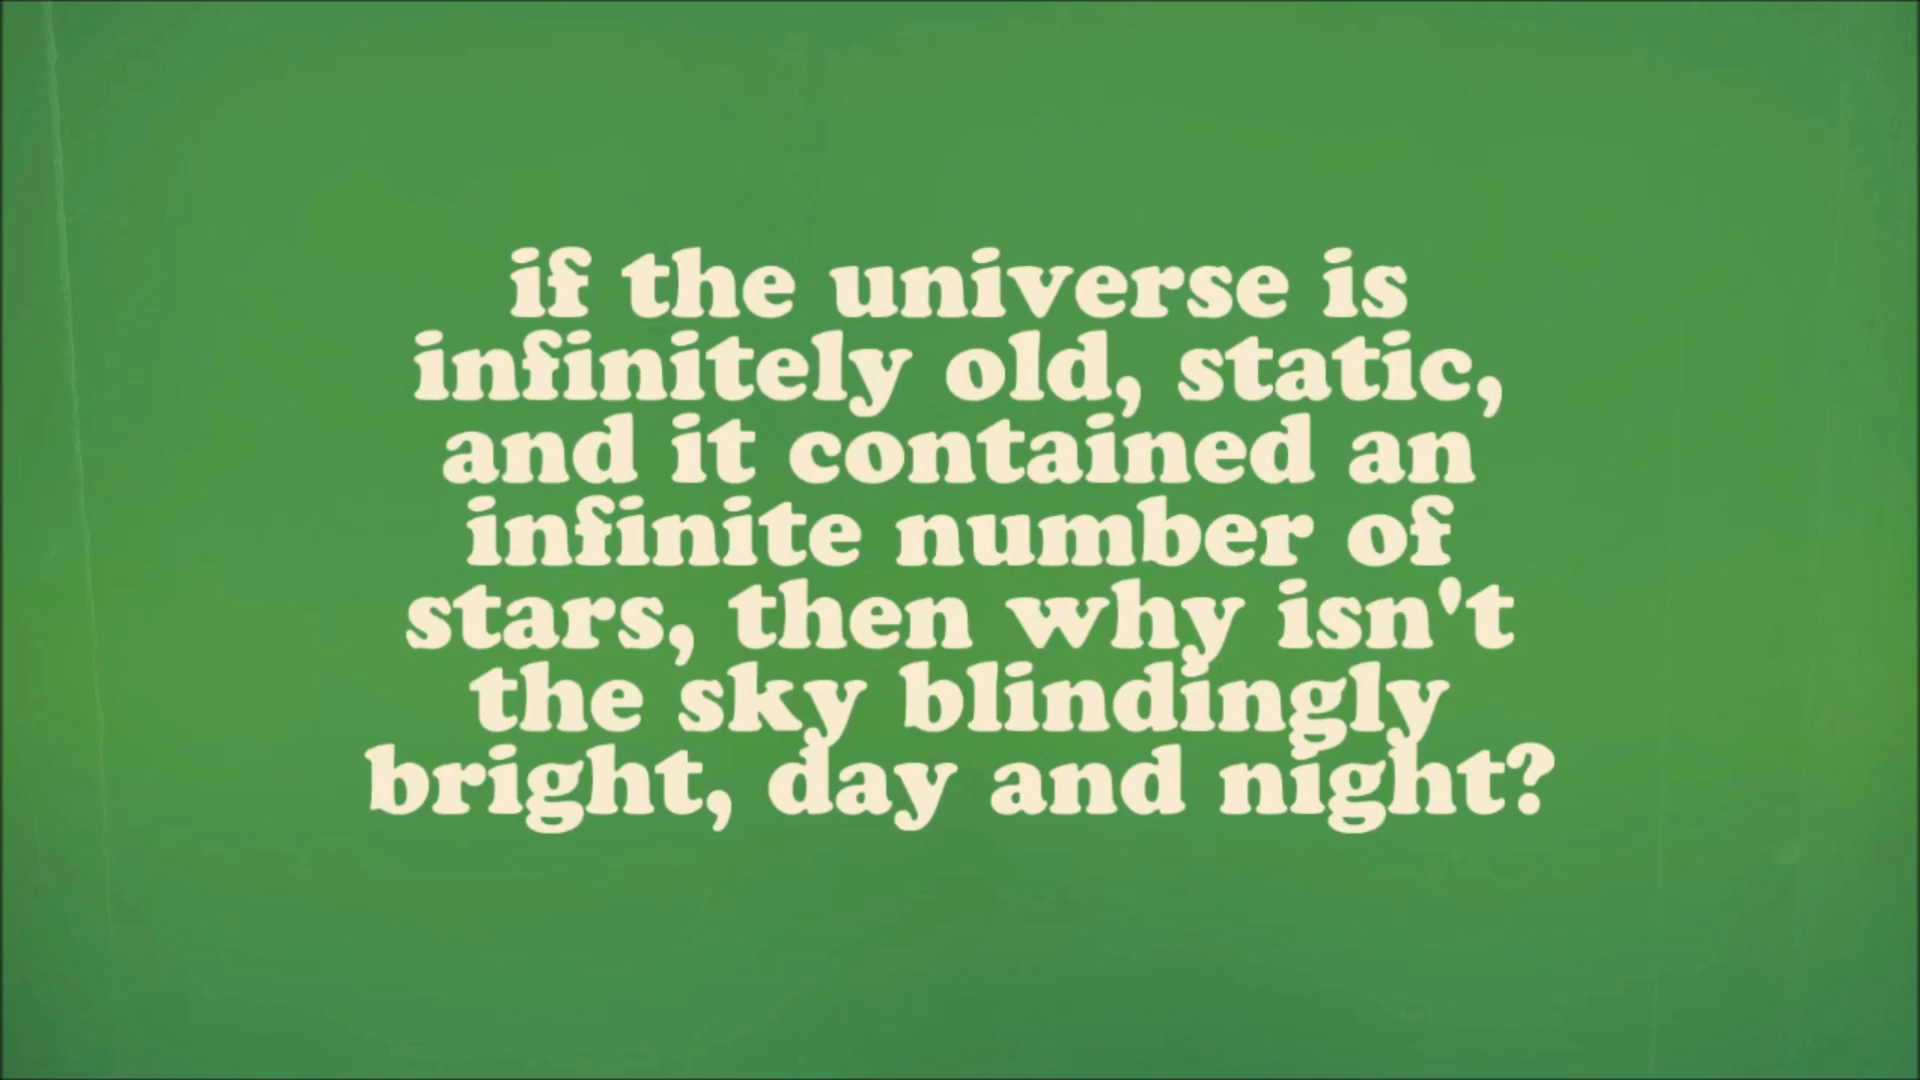 if the universe is
infinitely old, static,
and it contained an
infinite number of
stars, then why isn't
the sky blindingly
bright, day and night?